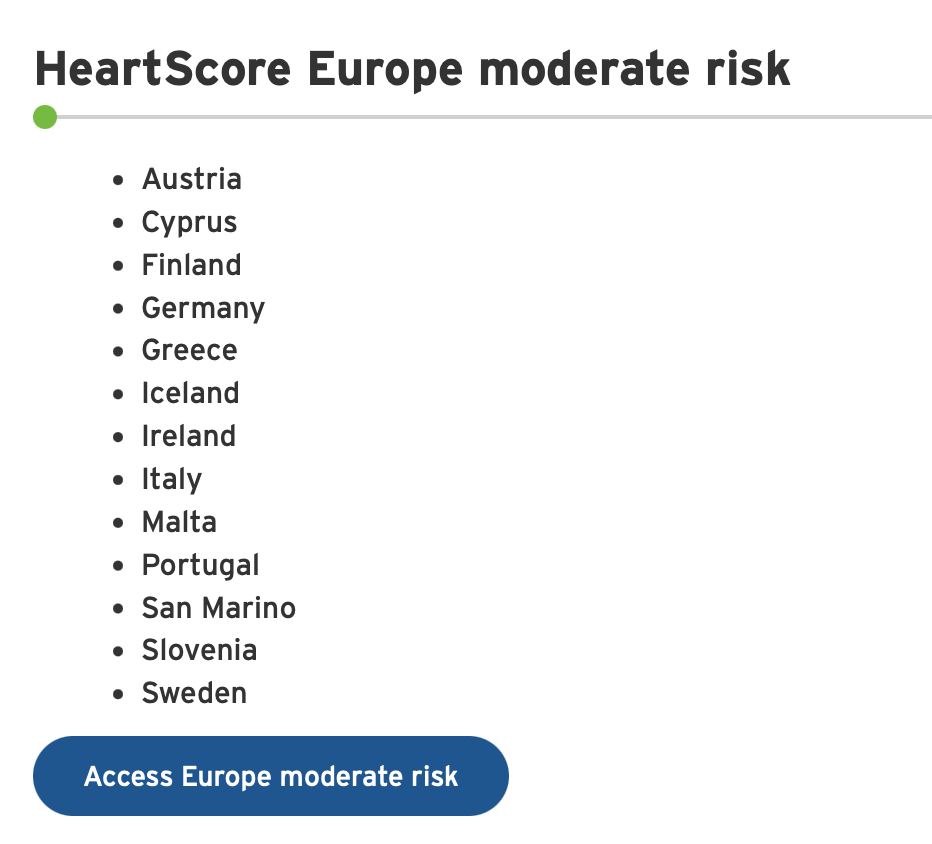 HeartScore Europe moderate risk
Austria
Cyprus
Finland
Germany
Greece
Iceland
Ireland
Italy
Malta
Portugal
San Marino
Slovenia
Sweden
Access Europe moderate risk